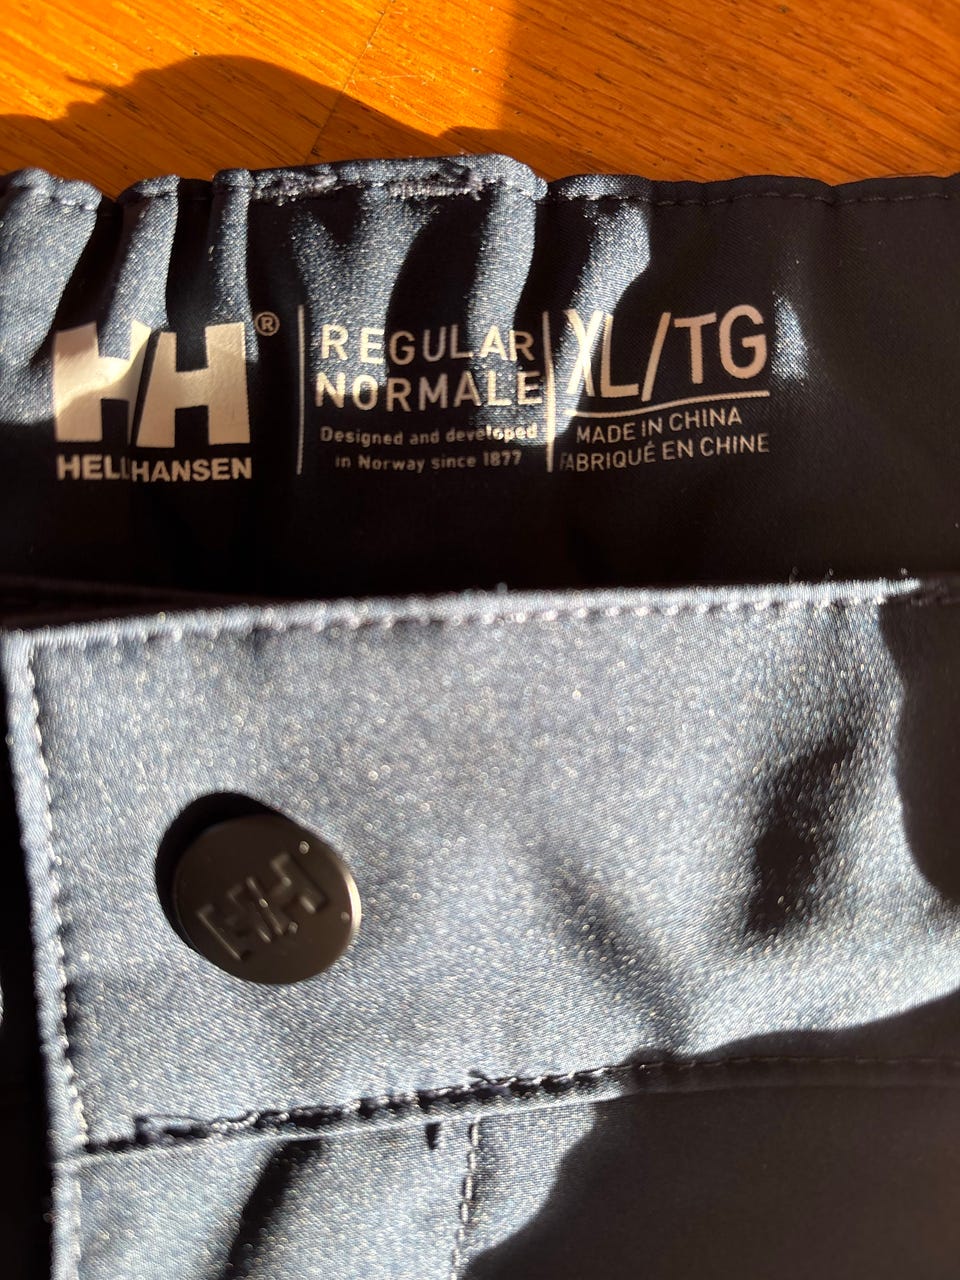 HH®
HELLY HANSEN
REGULAR
NORMALE
Designed and developed
in Norway since 1877
XL/TG
MADE IN CHINA
FABRIQUÉ EN CHINE
HH